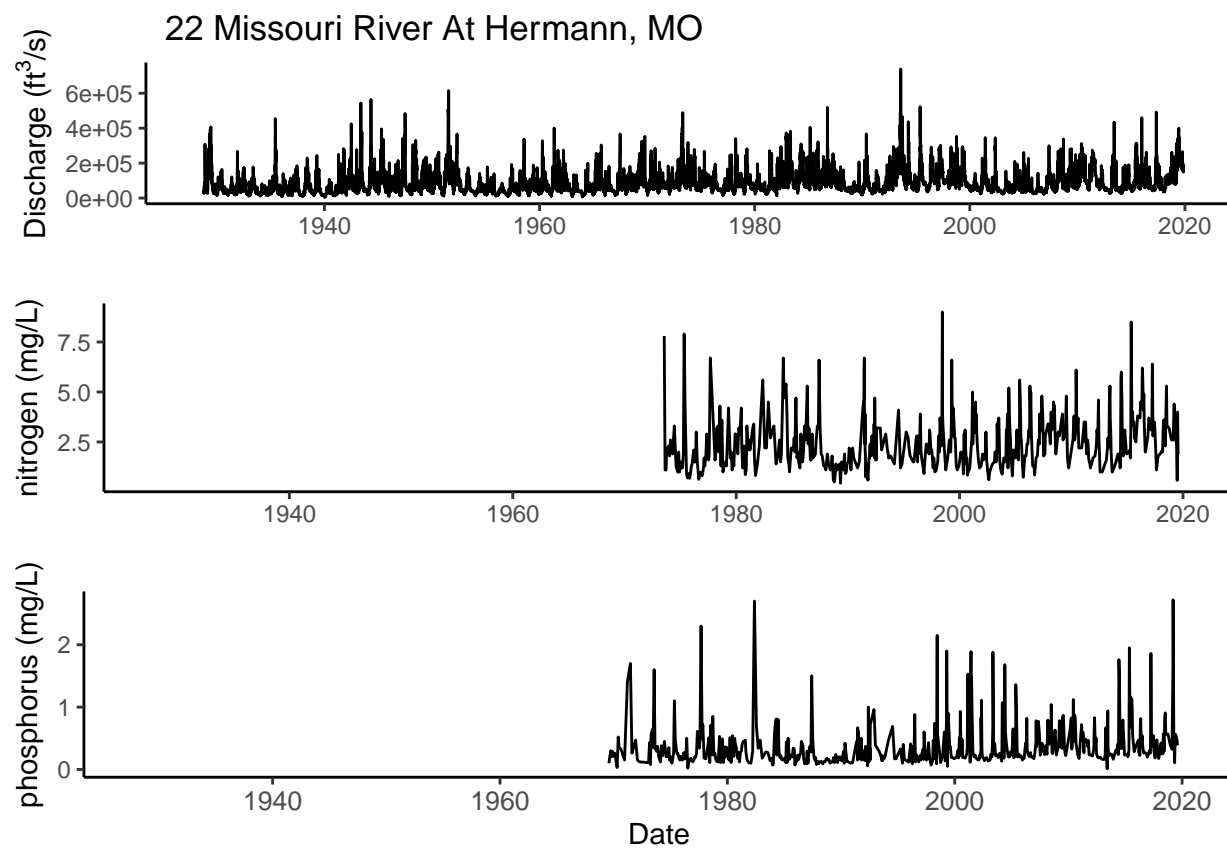 22 Missouri River At Hermann, MO
Discharge (ft³/s)
6e+05
4e+05
2e+05
0e+00
1940 1960 1980 2000 2020
nitrogen (mg/L)
7.5
5.0
2.5
1940 1960 1980 2000 2020
phosphorus (mg/L)
2
1
0
1940 1960 1980 2000 2020
Date